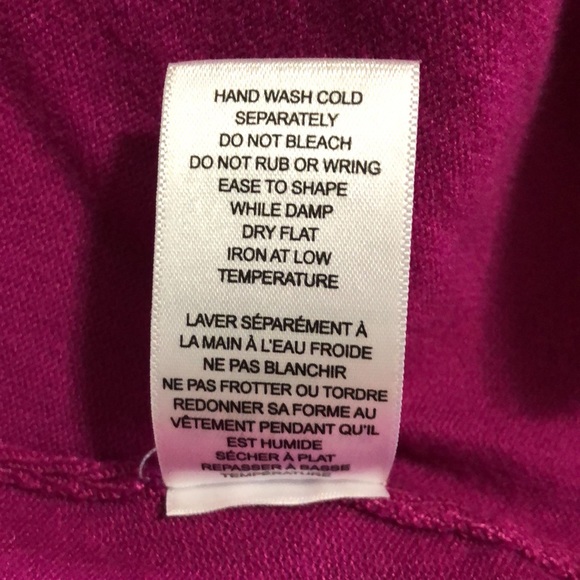 HAND WASH COLD
SEPARATELY
DO NOT BLEACH
DO NOT RUB OR WRING
EASE TO SHAPE
WHILE DAMP
DRY FLAT
IRON AT LOW
TEMPERATURE
LAVER SÉPARÉMENT À
LA MAIN À L'EAU FROIDE
NE PAS BLANCHIR
NE PAS FROTTER OU TORDRE
REDONNER SA FORME AU
VÊTEMENT PENDANT QU'IL
EST HUMIDE
SÉCHER À PLAT
REPASSER À BASSE
TEMPÉRATURE